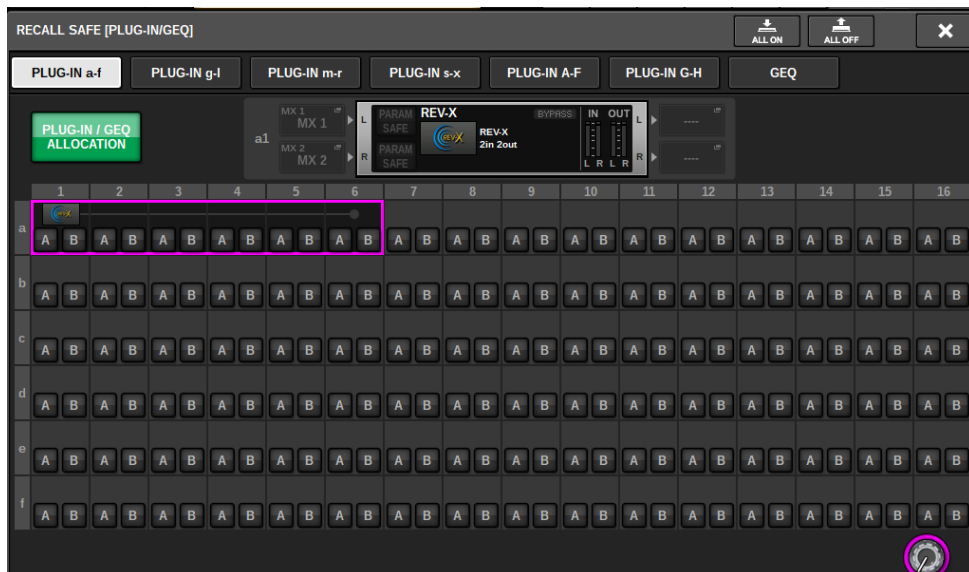 RECALL SAFE [PLUG-IN/GEQ]
ALL ON
ALL OFF
PLUG-IN a-f PLUG-IN g-l PLUG-IN m-r PLUG-IN s-x PLUG-IN A-F PLUG-IN G-H GEQ
PLUG-IN / GEQ
ALLOCATION
a1
MX 1
MX 1
MX 2
MX 2
L
R
PARAM
SAFE
PARAM
SAFE
REV-X
BYPASS
REV-X
REV-X
2in 2out
IN OUT
L R L R
L
R
----
----
1 2 3 4 5 6 7 8 9 10 11 12 13 14 15 16
REV-X
a
A B A B A B A B A B A B A B A B A B A B A B A B A B A B A B A B
b
A B A B A B A B A B A B A B A B A B A B A B A B A B A B A B A B
c
A B A B A B A B A B A B A B A B A B A B A B A B A B A B A B A B
d
A B A B A B A B A B A B A B A B A B A B A B A B A B A B A B A B
e
A B A B A B A B A B A B A B A B A B A B A B A B A B A B A B A B
f
A B A B A B A B A B A B A B A B A B A B A B A B A B A B A B A B